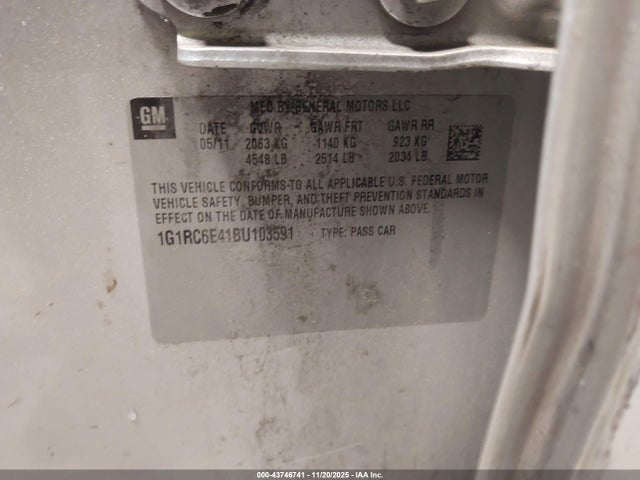 GM
MFD BY GENERAL MOTORS LLC
DATE GVWR GAWR FRT GAWR RR
05/11 2063 KG 1140 KG 923 KG
4548 LB 2514 LB 2034 LB
THIS VEHICLE CONFORMS TO ALL APPLICABLE U.S. FEDERAL MOTOR
VEHICLE SAFETY, BUMPER, AND THEFT PREVENTION STANDARDS IN
EFFECT ON THE DATE OF MANUFACTURE SHOWN ABOVE.
1G1RC6E41BU103591 TYPE: PASS CAR
000-43746741 - 11/20/2025 - IAA Inc.